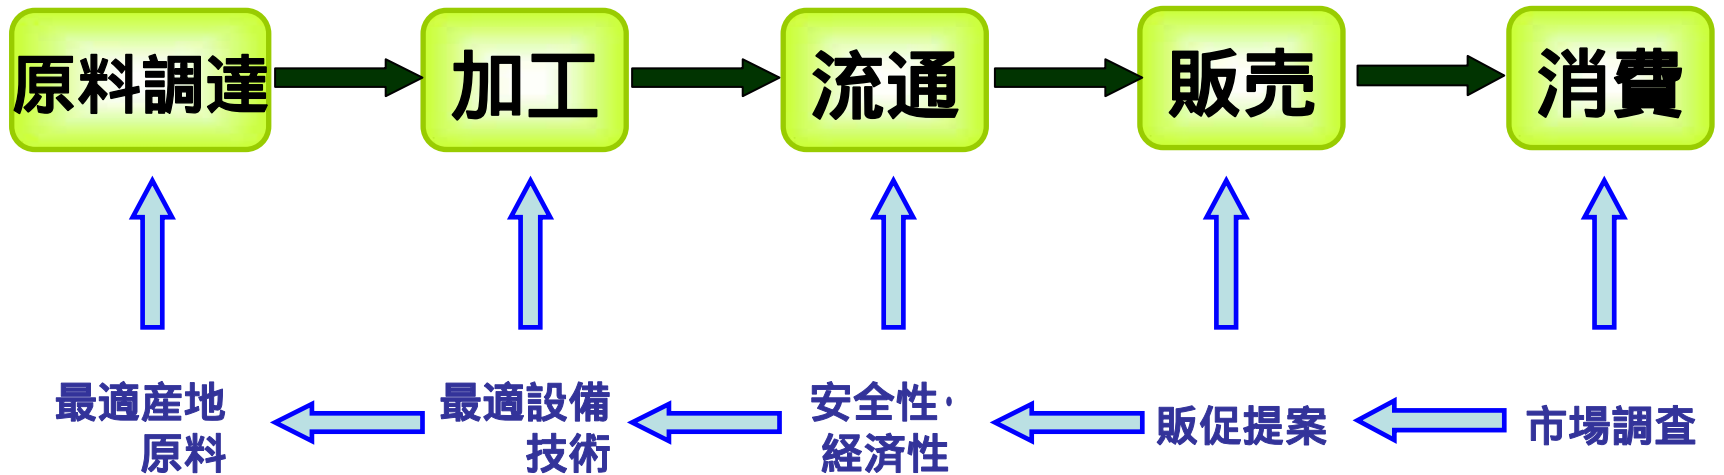 原料調達
加工
流通
販売
消費
最適産地
原料
最適設備
技術
安全性・
経済性
販促提案
市場調査